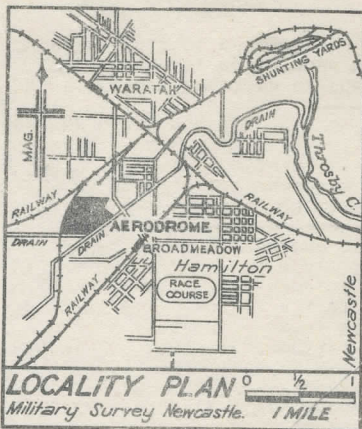 SHUNTING YARDS
WARATAH
DRAIN
MAG.
Throsby C
RAILWAY
RAILWAY
DRAIN
DRAIN
AERODROME
BROADMEADOW
Hamilton
RAILWAY
RACE
COURSE
Newcastle
LOCALITY PLAN
0 1/2 1 MILE
Military Survey Newcastle.